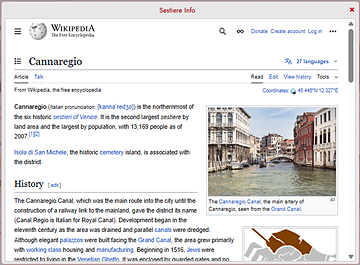 Sestiere Info
WIKIPEDIA
The Free Encyclopedia
Donate Create account Log in
Cannaregio
27 languages
Article Talk
Read Edit View history Tools
From Wikipedia, the free encyclopedia
Coordinates: 45.446°N 12.327°E
Cannaregio (Italian pronunciation: [kannaˈredʒo]) is the northernmost of
the six historic sestieri of Venice. It is the second largest sestiere by
land area and the largest by population, with 13,169 people as of
2007.[1][2]
Isola di San Michele, the historic cemetery island, is associated with
the district.
The Cannaregio Canal, the main artery of
Cannaregio, seen from the Grand Canal.
History [edit]
The Cannaregio Canal, which was the main route into the city until the
construction of a railway link to the mainland, gave the district its name
(Canal Regio is Italian for Royal Canal). Development began in the
eleventh century as the area was drained and parallel canals were dredged.
Although elegant palazzos were built facing the Grand Canal, the area grew primarily
with working class housing and manufacturing. Beginning in 1516, Jews were
restricted to living in the Venetian Ghetto. It was enclosed by guarded gates and no